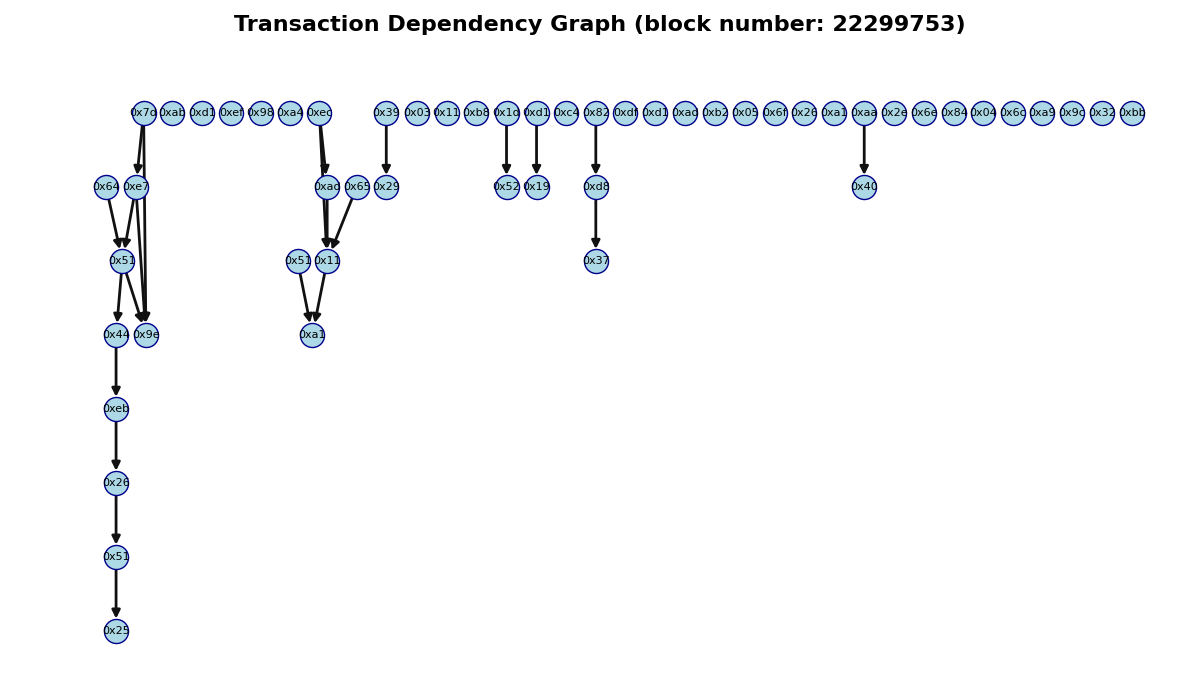 Transaction Dependency Graph (block number: 22299753)
0x7d 0xab 0xd1 0xef 0x98 0xa4 0xec 0x39 0x03 0x11 0xb8 0x1d 0xd1 0xc4 0x82 0xdf 0xd1 0xad 0xb2 0x05 0x6f 0x26 0xa1 0xaa 0x2e 0x6e 0x84 0x04 0x6c 0xa9 0x9c 0x32 0xbb
0x64 0xe7 0xad 0x65 0x29 0x52 0x19 0xd8 0x40
0x51 0x51 0x11 0x37
0x44 0x9e 0xa1
0xeb
0x26
0x51
0x25